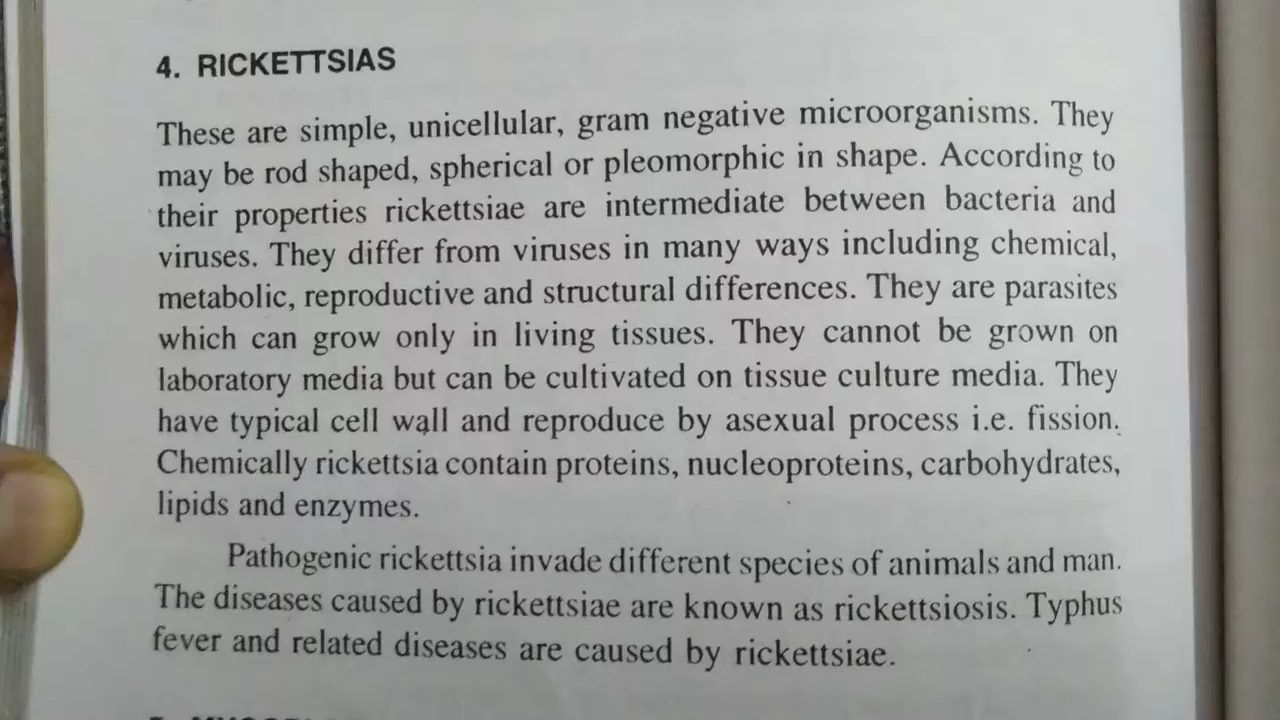 4. RICKETTSIAS
These are simple, unicellular, gram negative microorganisms. They
may be rod shaped, spherical or pleomorphic in shape. According to
their properties rickettsiae are intermediate between bacteria and
viruses. They differ from viruses in many ways including chemical,
metabolic, reproductive and structural differences. They are parasites
which can grow only in living tissues. They cannot be grown on
laboratory media but can be cultivated on tissue culture media. They
have typical cell wall and reproduce by asexual process i.e. fission.
Chemically rickettsia contain proteins, nucleoproteins, carbohydrates,
lipids and enzymes.
Pathogenic rickettsia invade different species of animals and man.
The diseases caused by rickettsiae are known as rickettsiosis. Typhus
fever and related diseases are caused by rickettsiae.